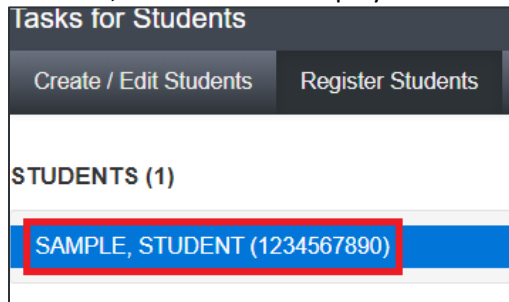 Tasks for Students
Create / Edit Students Register Students
STUDENTS (1)
SAMPLE, STUDENT (1234567890)